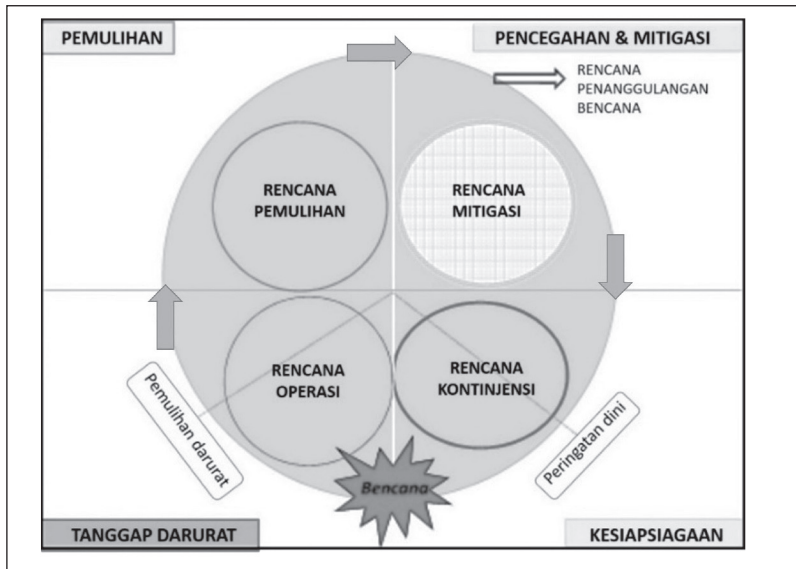 PEMULIHAN
PENCEGAHAN & MITIGASI
RENCANA
PENANGGULANGAN
BENCANA
RENCANA
PEMULIHAN
RENCANA
MITIGASI
RENCANA
OPERASI
RENCANA
KONTINJENSI
Pemulihan darurat
Peringatan dini
Bencana
TANGGAP DARURAT
KESIAPSIAGAAN